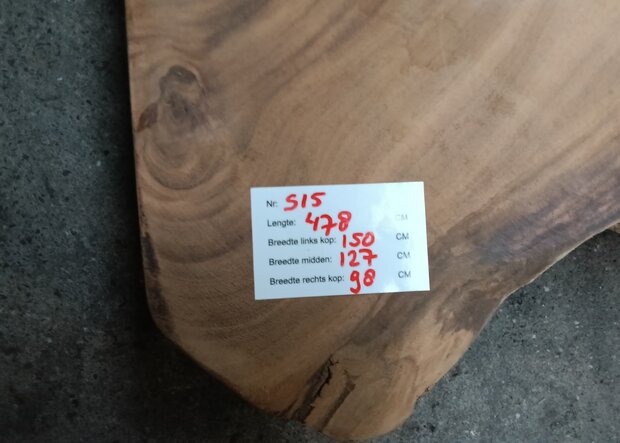 Nr: S15
Lengte: 478 CM
Breedte links kop: 150 CM
Breedte midden: 127 CM
Breedte rechts kop: 98 CM